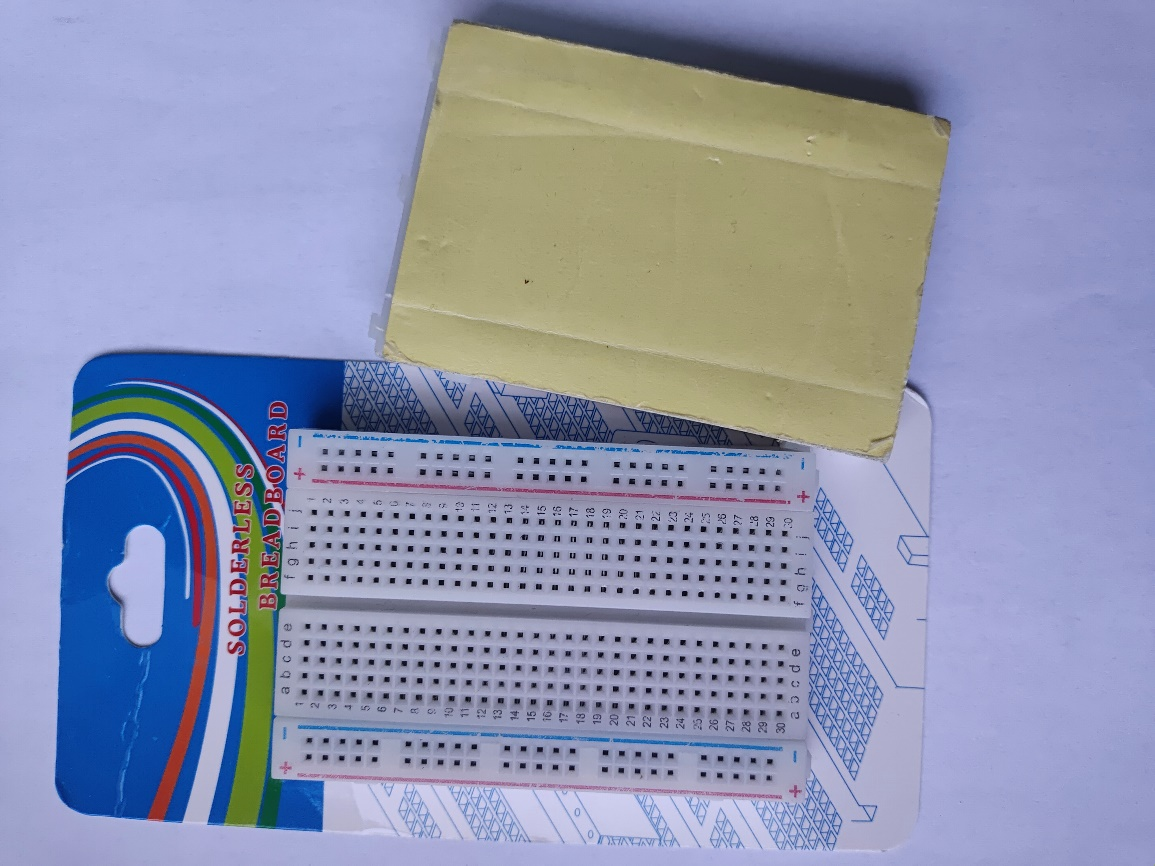 SOLDERLESS
BREADBOARD
- -
+ +
1 2 3 4 5 6 7 8 9 10 11 12 13 14 15 16 17 18 19 20 21 22 23 24 25 26 27 28 29 30
j j
i i
h h
g g
f f
e e
d d
c c
b b
a a
1 2 3 4 5 6 7 8 9 10 11 12 13 14 15 16 17 18 19 20 21 22 23 24 25 26 27 28 29 30
- -
+ +